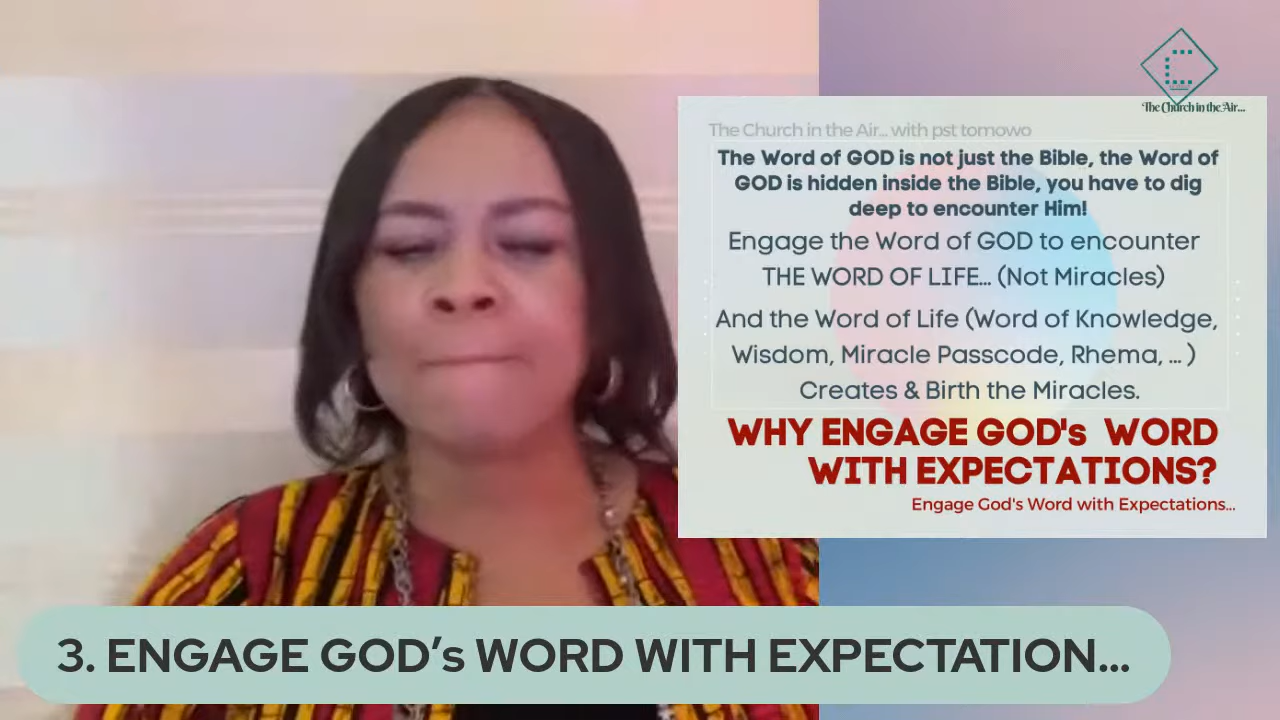 The Church in the Air...
The Church in the Air... with pst tomowo
The Word of GOD is not just the Bible, the Word of
GOD is hidden inside the Bible, you have to dig
deep to encounter Him!
Engage the Word of GOD to encounter
THE WORD OF LIFE... (Not Miracles)
And the Word of Life (Word of Knowledge,
Wisdom, Miracle Passcode, Rhema, ... )
Creates & Birth the Miracles.
WHY ENGAGE GOD's WORD
WITH EXPECTATIONS?
Engage God's Word with Expectations...
3. ENGAGE GOD’s WORD WITH EXPECTATION...